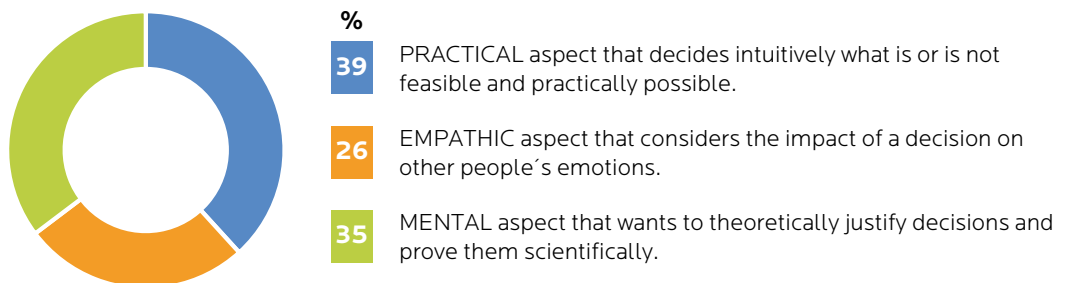 %
39
PRACTICAL aspect that decides intuitively what is or is not
feasible and practically possible.
26
EMPATHIC aspect that considers the impact of a decision on
other people´s emotions.
35
MENTAL aspect that wants to theoretically justify decisions and
prove them scientifically.